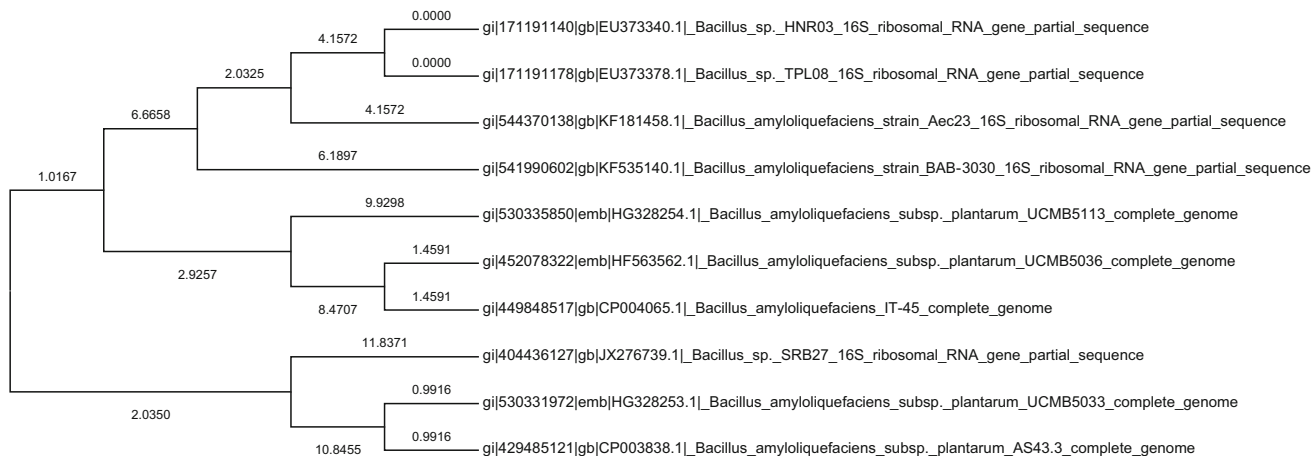 0.0000
gi|171191140|gb|EU373340.1|_Bacillus_sp._HNR03_16S_ribosomal_RNA_gene_partial_sequence
4.1572
0.0000
gi|171191178|gb|EU373378.1|_Bacillus_sp._TPL08_16S_ribosomal_RNA_gene_partial_sequence
2.0325
4.1572
gi|544370138|gb|KF181458.1|_Bacillus_amyloliquefaciens_strain_Aec23_16S_ribosomal_RNA_gene_partial_sequence
6.6658
6.1897
gi|541990602|gb|KF535140.1|_Bacillus_amyloliquefaciens_strain_BAB-3030_16S_ribosomal_RNA_gene_partial_sequence
1.0167
9.9298
gi|530335850|emb|HG328254.1|_Bacillus_amyloliquefaciens_subsp._plantarum_UCMB5113_complete_genome
2.9257
1.4591
gi|452078322|emb|HF563562.1|_Bacillus_amyloliquefaciens_subsp._plantarum_UCMB5036_complete_genome
8.4707
1.4591
gi|449848517|gb|CP004065.1|_Bacillus_amyloliquefaciens_IT-45_complete_genome
11.8371
gi|404436127|gb|JX276739.1|_Bacillus_sp._SRB27_16S_ribosomal_RNA_gene_partial_sequence
2.0350
0.9916
gi|530331972|emb|HG328253.1|_Bacillus_amyloliquefaciens_subsp._plantarum_UCMB5033_complete_genome
10.8455
0.9916
gi|429485121|gb|CP003838.1|_Bacillus_amyloliquefaciens_subsp._plantarum_AS43.3_complete_genome